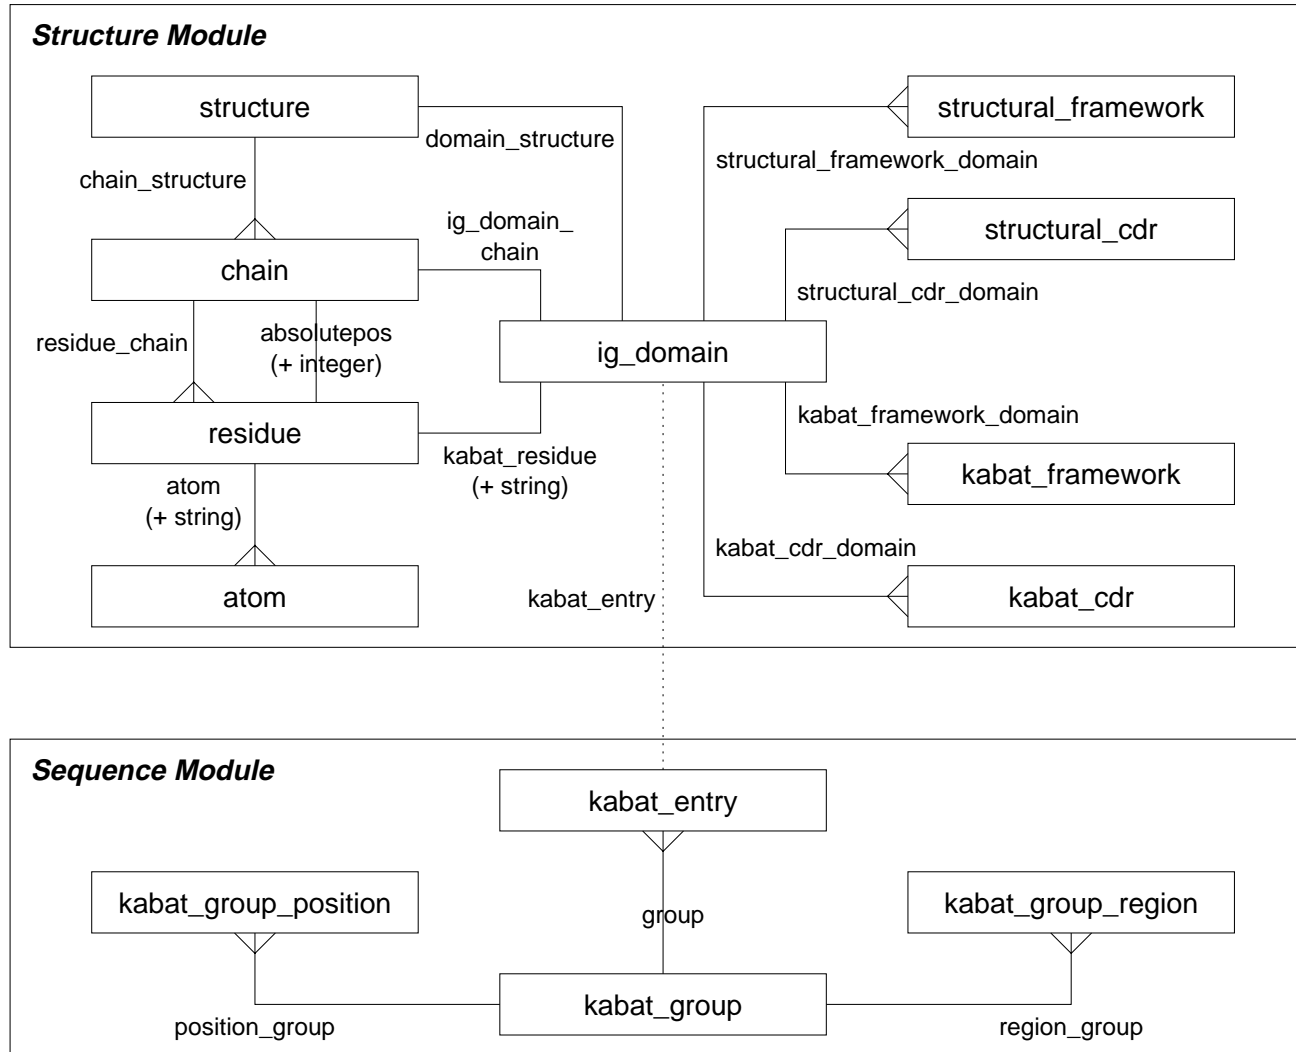 Structure Module
structure
structural_framework
domain_structure
structural_framework_domain
chain_structure
ig_domain_
chain
structural_cdr
chain
structural_cdr_domain
residue_chain
absolutepos
(+ integer)
ig_domain
kabat_framework_domain
residue
kabat_residue
(+ string)
kabat_framework
atom
(+ string)
kabat_cdr_domain
atom
kabat_entry
kabat_cdr
Sequence Module
kabat_entry
kabat_group_position
group
kabat_group_region
kabat_group
position_group
region_group